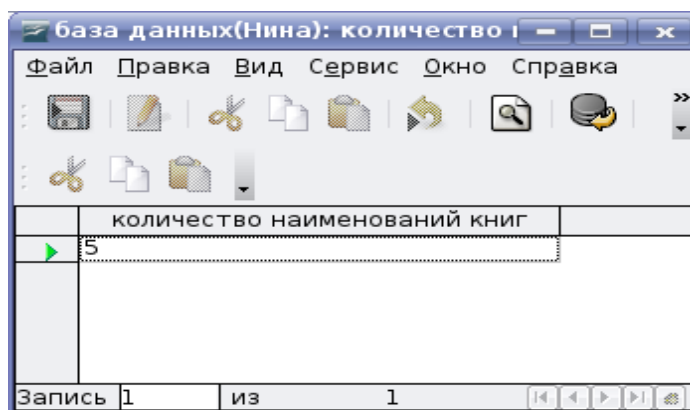 база данных(Нина): количество
Файл Правка Вид Сервис Окно Справка
количество наименований книг
5
Запись 1 из 1